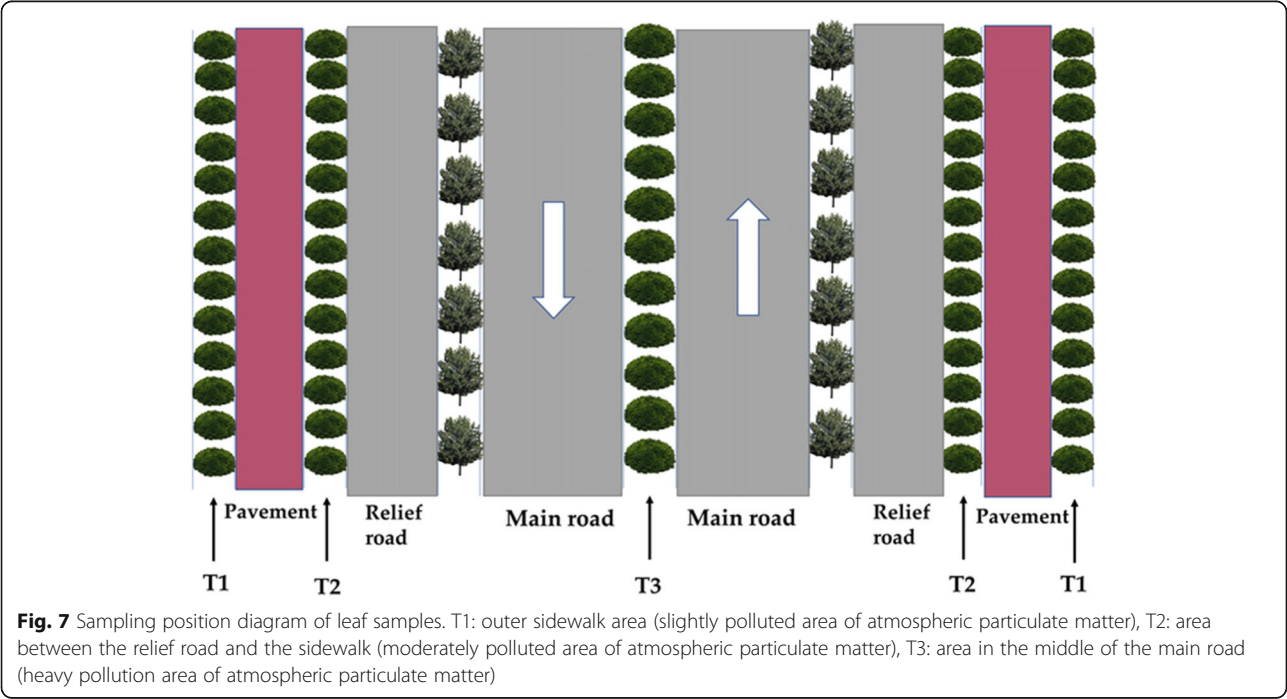 Pavement
Relief
road
Main road
Main road
Relief
road
Pavement
T1
T2
T3
T2
T1
Fig. 7 Sampling position diagram of leaf samples. T1: outer sidewalk area (slightly polluted area of atmospheric particulate matter), T2: area
between the relief road and the sidewalk (moderately polluted area of atmospheric particulate matter), T3: area in the middle of the main road
(heavy pollution area of atmospheric particulate matter)